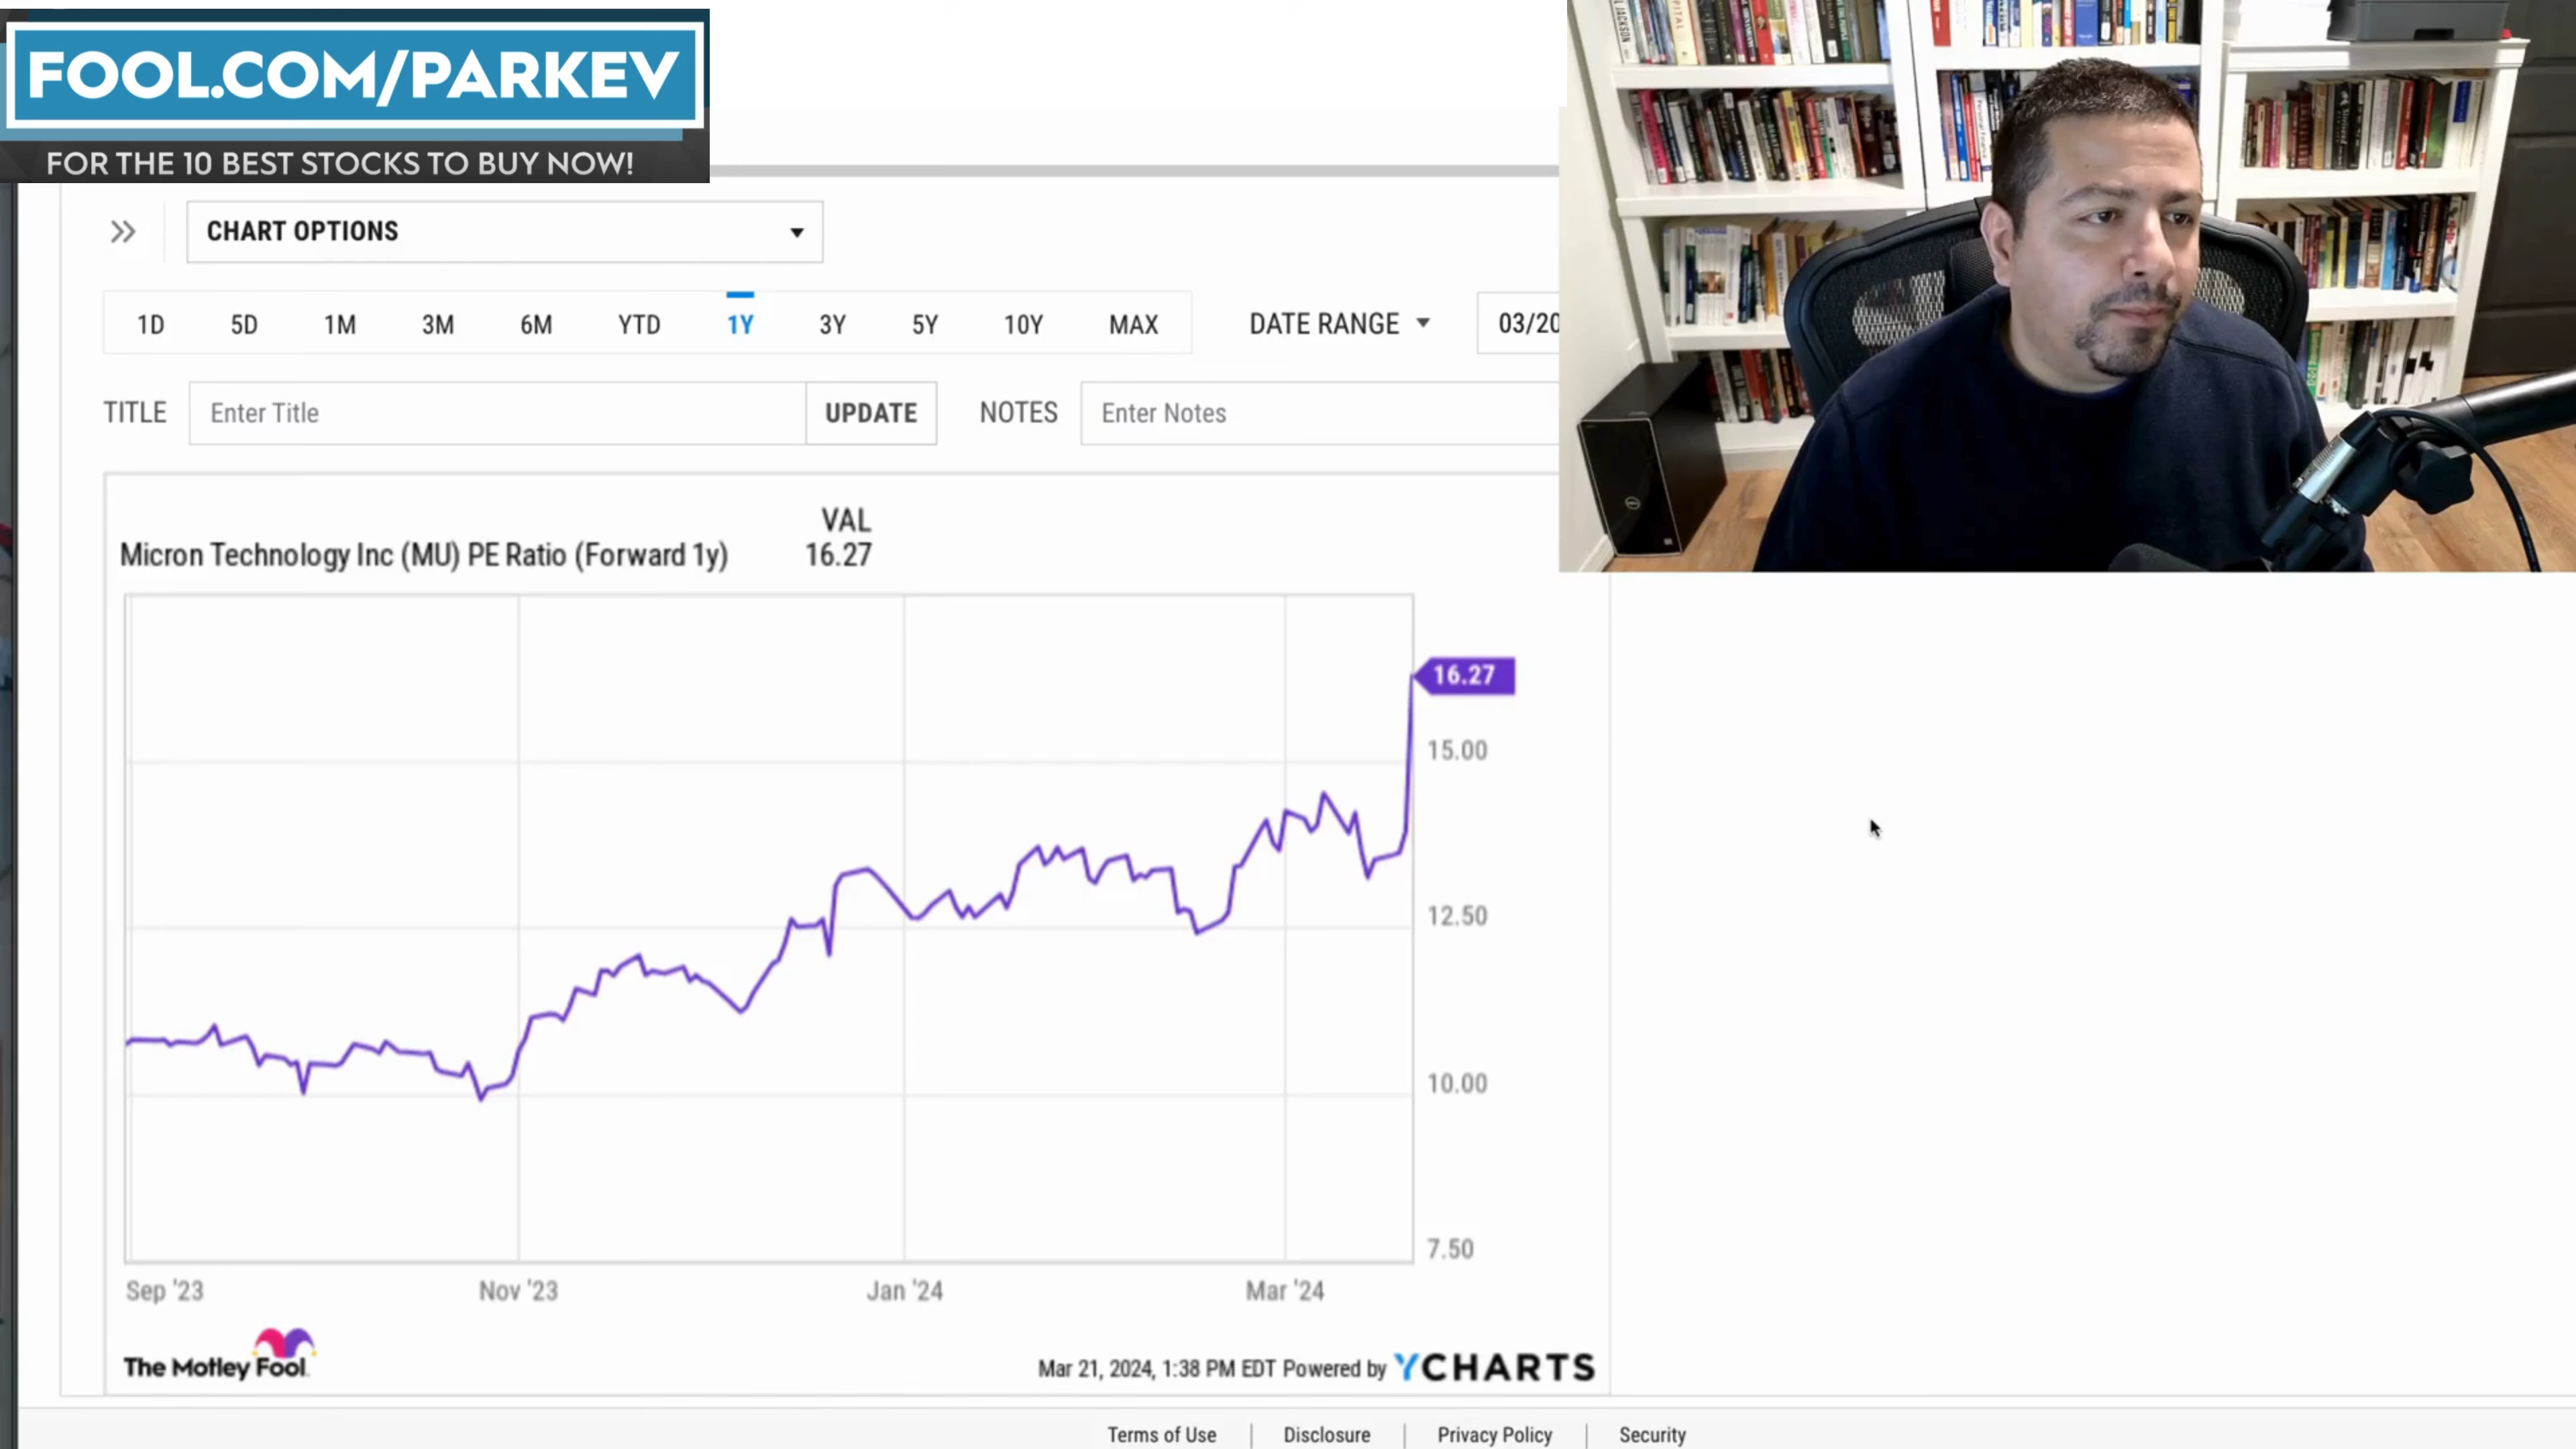 FOOL.COM/PARKEV
FOR THE 10 BEST STOCKS TO BUY NOW!
CHART OPTIONS
1D 5D 1M 3M 6M YTD 1Y 3Y 5Y 10Y MAX DATE RANGE 03/20
TITLE Enter Title UPDATE NOTES Enter Notes
VAL
Micron Technology Inc (MU) PE Ratio (Forward 1y) 16.27
16.27
15.00
12.50
10.00
7.50
Sep '23 Nov '23 Jan '24 Mar '24
The Motley Fool.
Mar 21, 2024, 1:38 PM EDT Powered by YCHARTS
Terms of Use Disclosure Privacy Policy Security